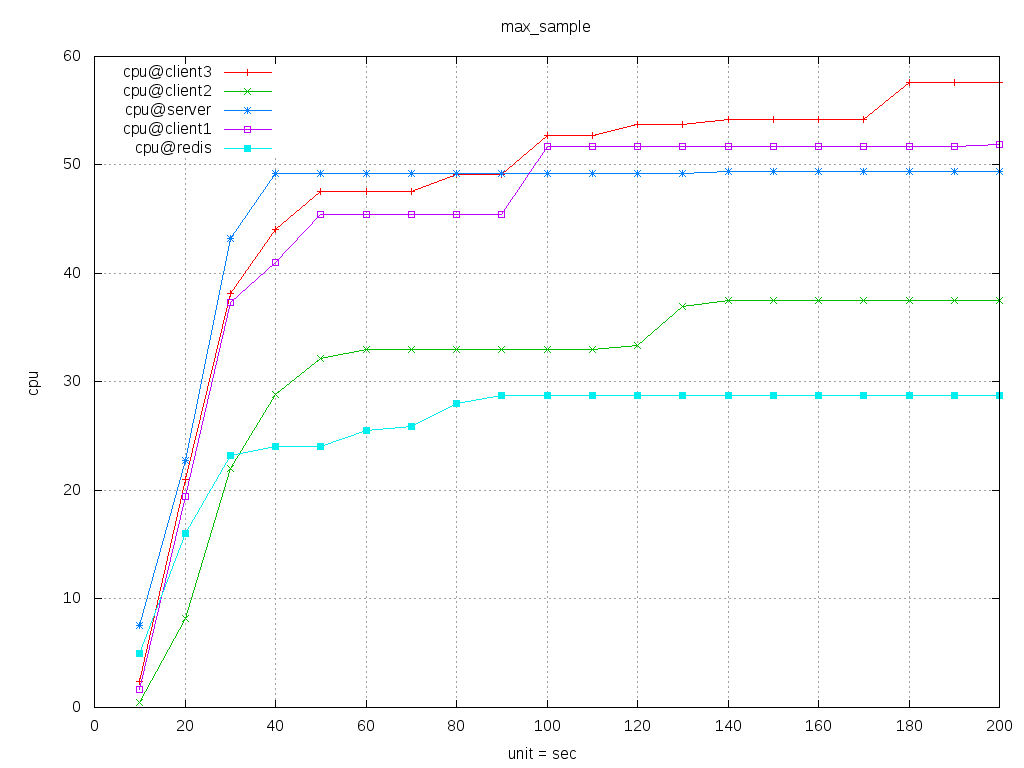 max_sample
60
50
40
30
20
10
0
cpu
cpu@client3
cpu@client2
cpu@server
cpu@client1
cpu@redis
0 20 40 60 80 100 120 140 160 180 200
unit = sec